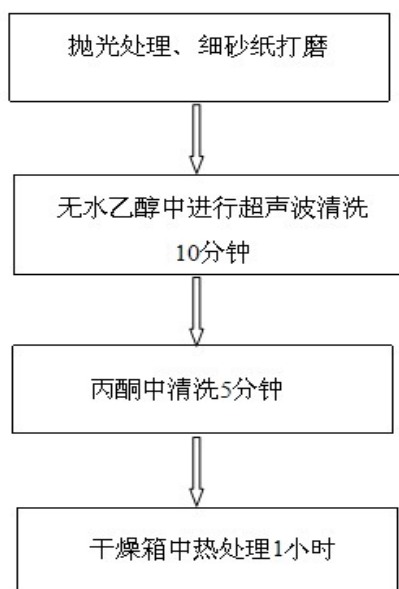 抛光处理、细砂纸打磨
无水乙醇中进行超声波清洗
10分钟
丙酮中清洗5分钟
干燥箱中热处理1小时